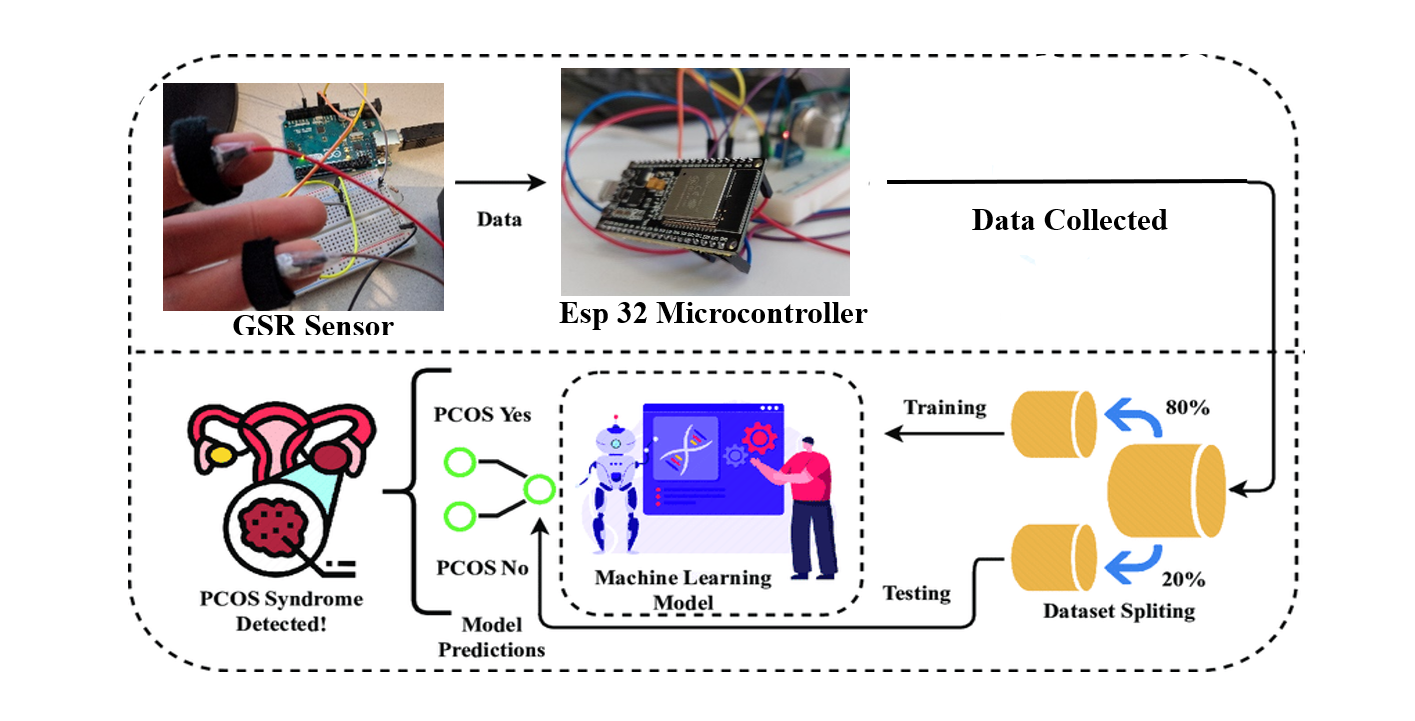 Data
Data Collected
GSR Sensor
Esp 32 Microcontroller
PCOS Yes
PCOS No
Model
Predictions
PCOS Syndrome
Detected!
Machine Learning
Model
Training
Testing
80%
20%
Dataset Spliting